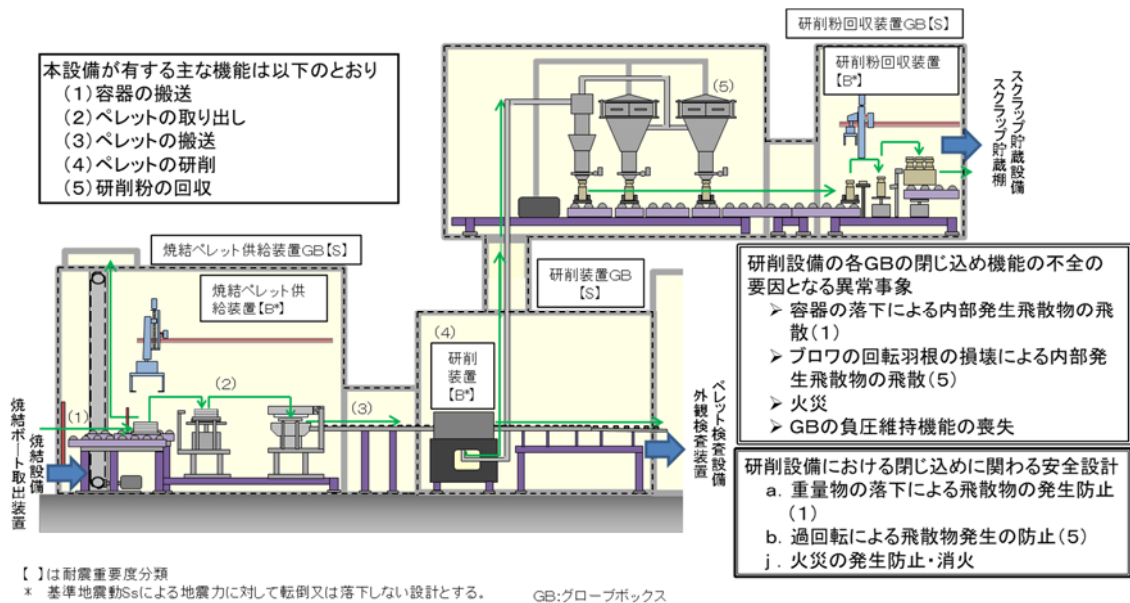 本設備が有する主な機能は以下のとおり
(1)容器の搬送
(2)ペレットの取り出し
(3)ペレットの搬送
(4)ペレットの研削
(5)研削粉の回収
研削粉回収装置GB【S】
研削粉回収装置
【B*】
(5)
スクラップ貯蔵設備
スクラップ貯蔵棚
焼結ペレット供給装置GB【S】
焼結ペレット供
給装置【B*】
研削装置GB
【S】
(4)
研削
装置
【B*】
(1)
(2)
(3)
焼結設備
焼結ボート取出装置
ペレット検査設備
外観検査装置
研削設備の各GBの閉じ込め機能の不全の
要因となる異常事象
➢ 容器の落下による内部発生飛散物の飛
散(1)
➢ ブロワの回転羽根の損壊による内部発
生飛散物の飛散(5)
➢ 火災
➢ GBの負圧維持機能の喪失
研削設備における閉じ込めに関わる安全設計
a. 重量物の落下による飛散物の発生防止
(1)
b. 過回転による飛散物発生の防止(5)
j. 火災の発生防止・消火
【 】は耐震重要度分類
* 基準地震動Ssによる地震力に対して転倒又は落下しない設計とする。
GB:グローブボックス